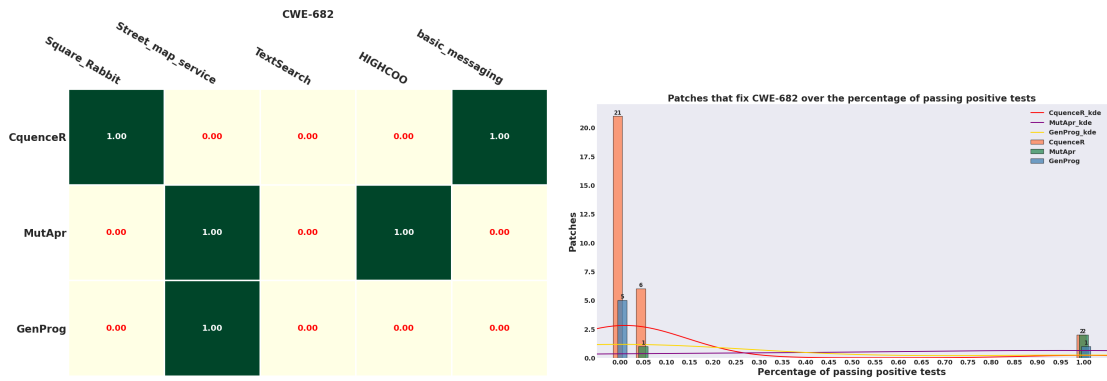 CWE-682
Square_Rabbit Street_map_service TextSearch HIGHCOO basic_messaging
CquenceR 1.00 0.00 0.00 0.00 1.00
MutApr 0.00 1.00 0.00 1.00 0.00
GenProg 0.00 1.00 0.00 0.00 0.00
Patches that fix CWE-682 over the percentage of passing positive tests
CquenceR_kde
MutApr_kde
GenProg_kde
CquenceR
MutApr
GenProg
Patches
20.0
17.5
15.0
12.5
10.0
7.5
5.0
2.5
0.0
21
5
6
1
2
2
1
0.00 0.05 0.10 0.15 0.20 0.25 0.30 0.35 0.40 0.45 0.50 0.55 0.60 0.65 0.70 0.75 0.80 0.85 0.90 0.95 1.00
Percentage of passing positive tests